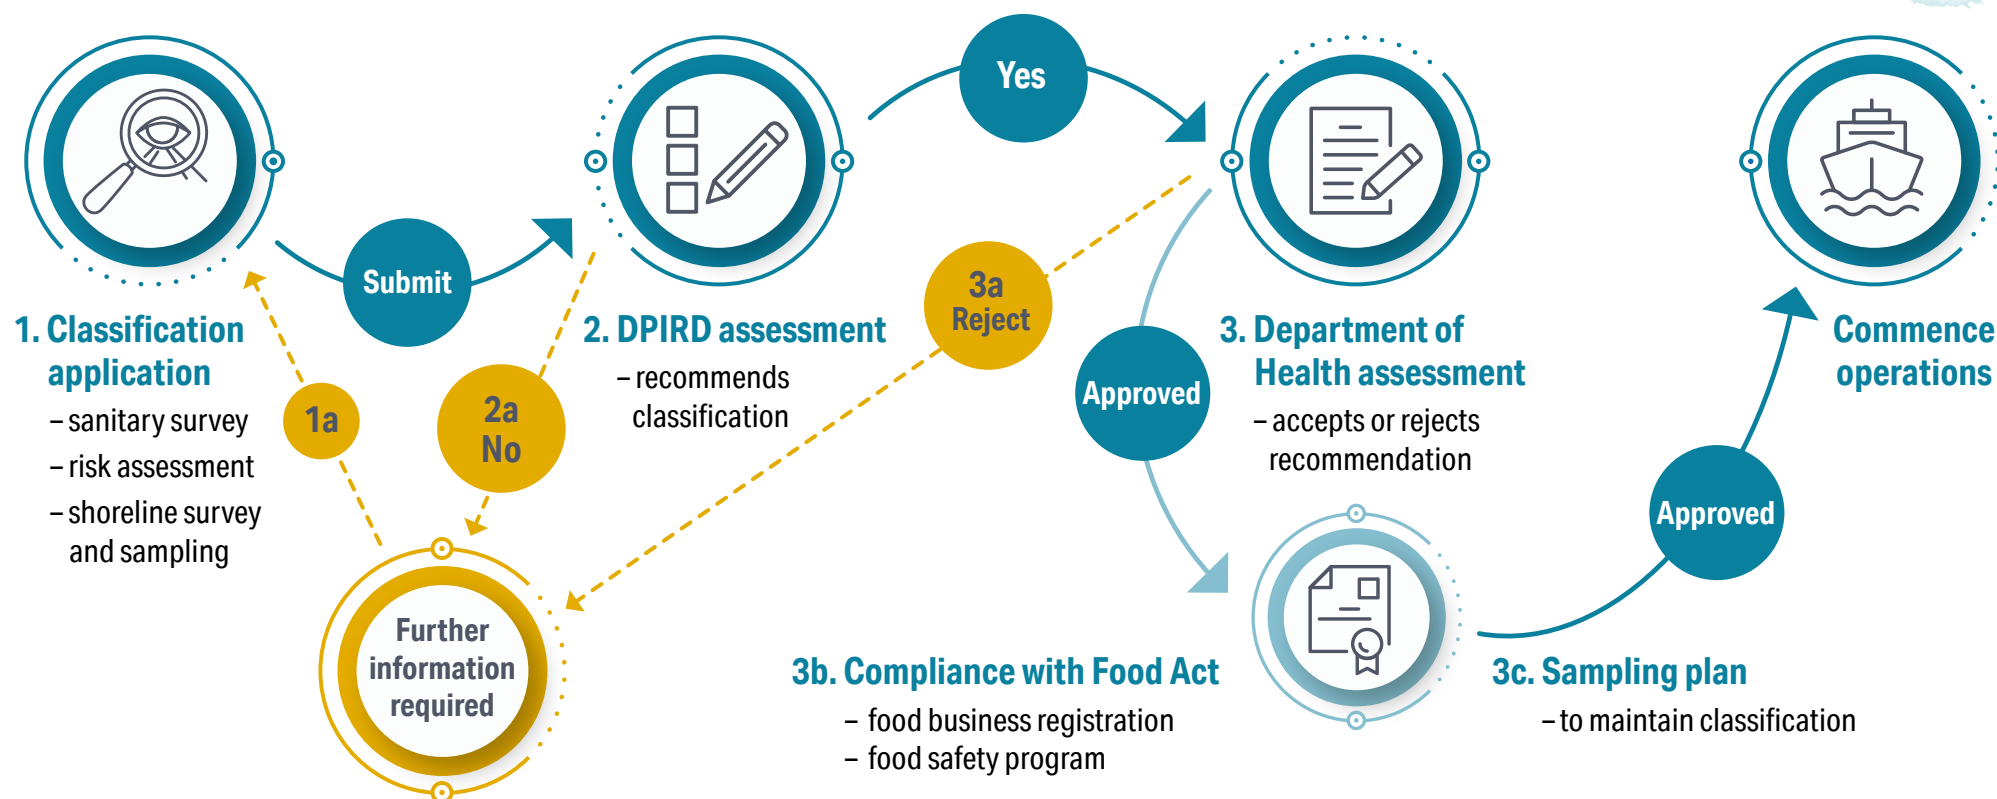 Yes
Submit
1. Classification
application
– sanitary survey
– risk assessment
– shoreline survey
and sampling
1a
2a
No
2. DPIRD assessment
– recommends
classification
3a
Reject
Approved
3. Department of
Health assessment
– accepts or rejects
recommendation
Commence
operations
Approved
Further
information
required
3b. Compliance with Food Act
– food business registration
– food safety program
3c. Sampling plan
– to maintain classification